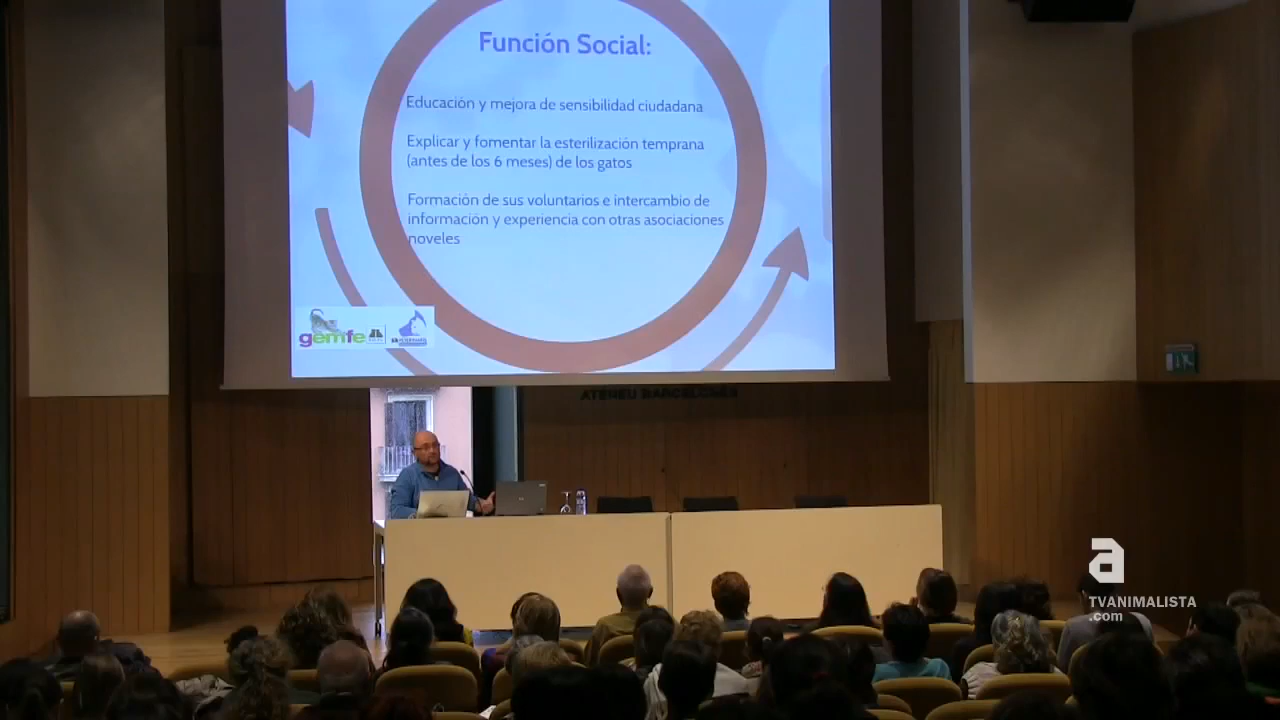 Función Social:
Educación y mejora de sensibilidad ciudadana
Explicar y fomentar la esterilización temprana
(antes de los 6 meses) de los gatos
Formación de sus voluntarios e intercambio de
información y experiencia con otras asociaciones
noveles
gemfe
ATENEU BARCELONÈS
a
TVANIMALISTA
.com